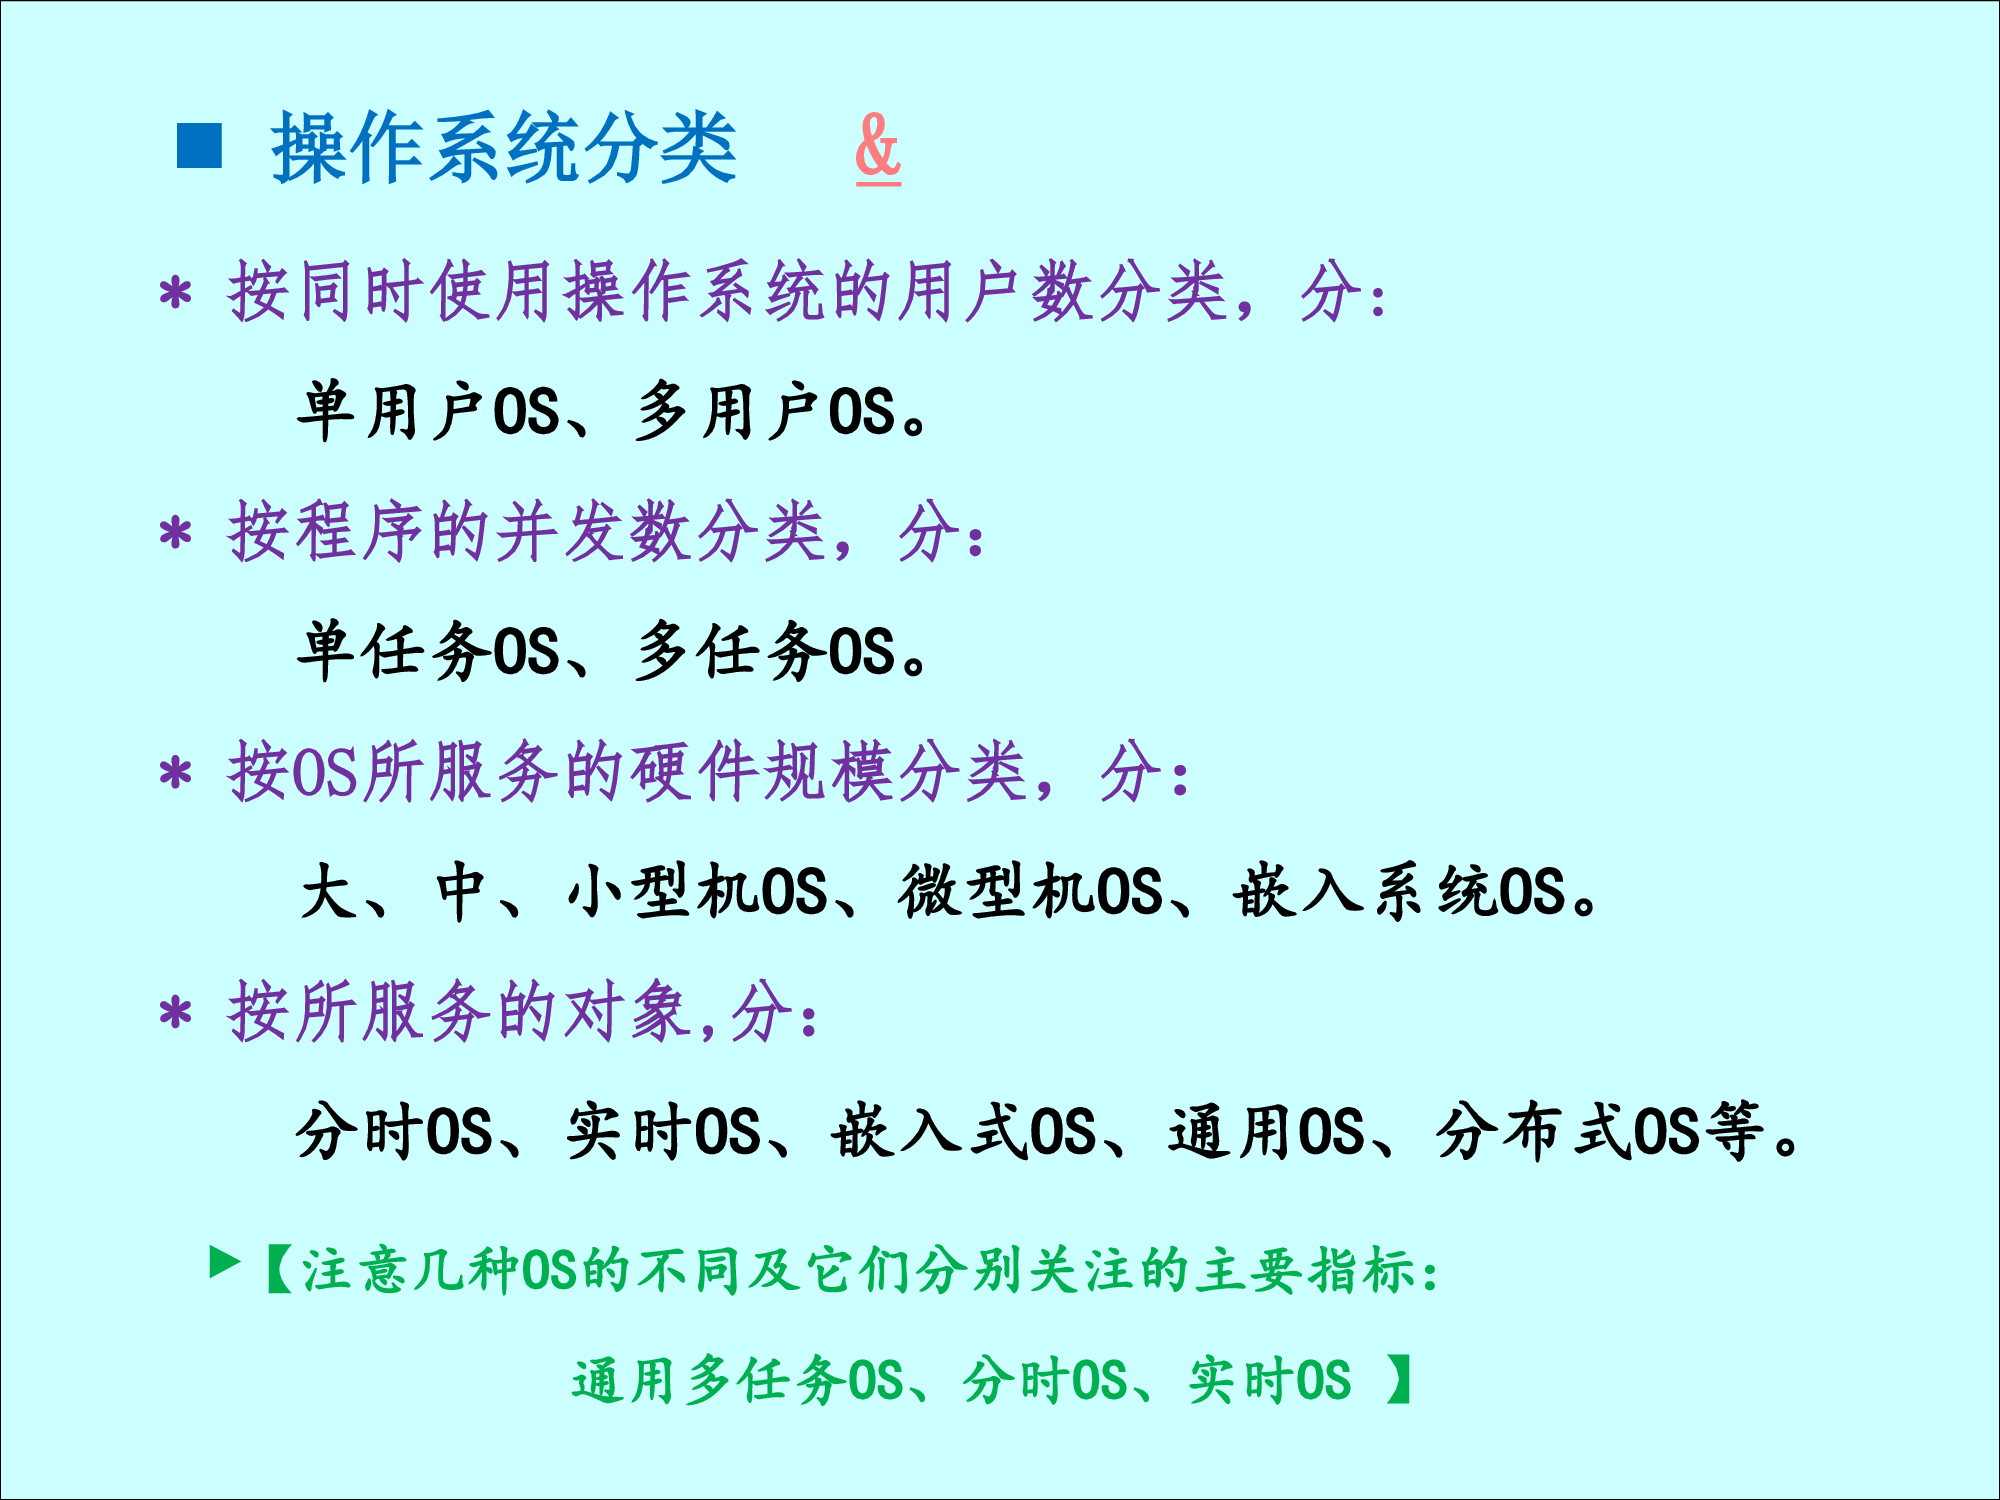 ■ 操作系统分类 &
* 按同时使用操作系统的用户数分类，分：
单用户OS、多用户OS。
* 按程序的并发数分类，分：
单任务OS、多任务OS。
* 按OS所服务的硬件规模分类，分：
大、中、小型机OS、微型机OS、嵌入系统OS。
* 按所服务的对象,分：
分时OS、实时OS、嵌入式OS、通用OS、分布式OS等。
▶【注意几种OS的不同及它们分别关注的主要指标：
通用多任务OS、分时OS、实时OS 】